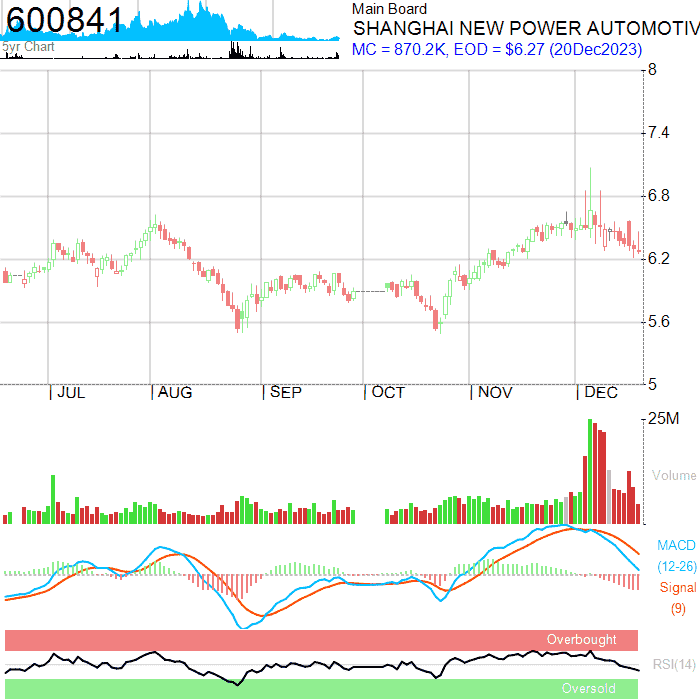 600841
5yr Chart
Main Board
SHANGHAI NEW POWER AUTOMOTIV
MC = 870.2K, EOD = $6.27 (20Dec2023)
8
7.4
6.8
6.2
5.6
5
JUL
AUG
SEP
OCT
NOV
DEC
25M
Volume
MACD
(12-26)
Signal
(9)
Overbought
RSI(14)
Oversold